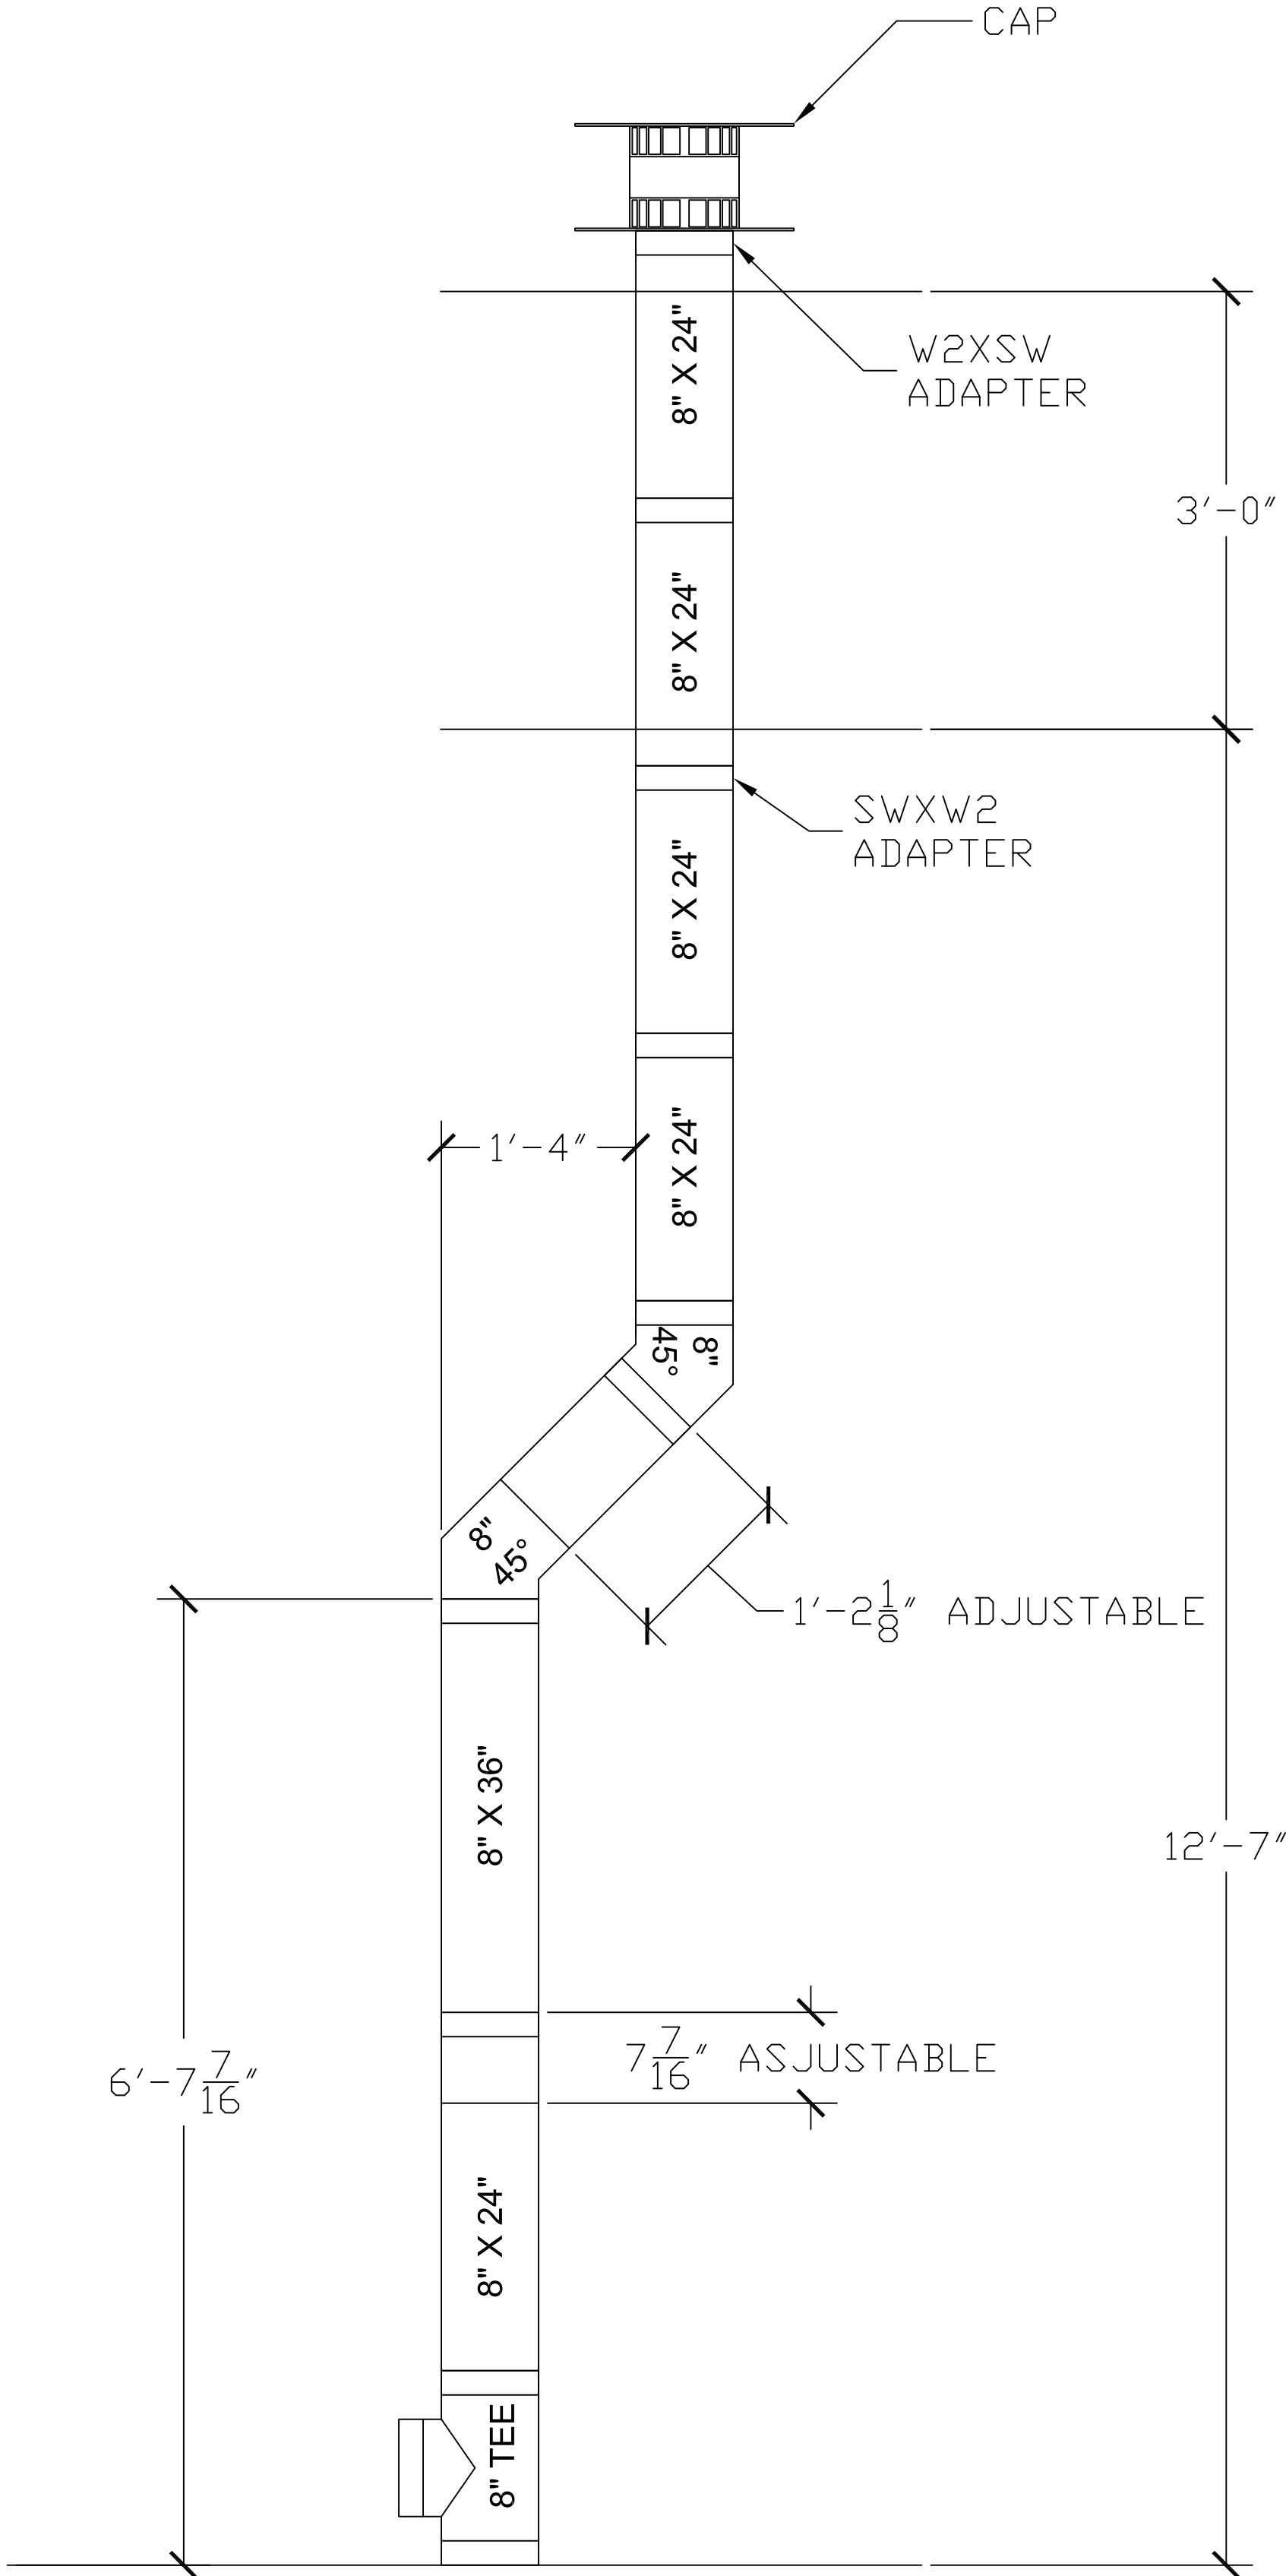 CAP
8" X 24"
W2XSW
ADAPTER
3'-0"
8" X 24"
SWXW2
ADAPTER
8" X 24"
1'-4"
8" X 24"
8"
45°
8"
45°
1'-2 1/8" ADJUSTABLE
8" X 36"
12'-7"
7 7/16" ASJUSTABLE
6'-7 7/16"
8" X 24"
8" TEE